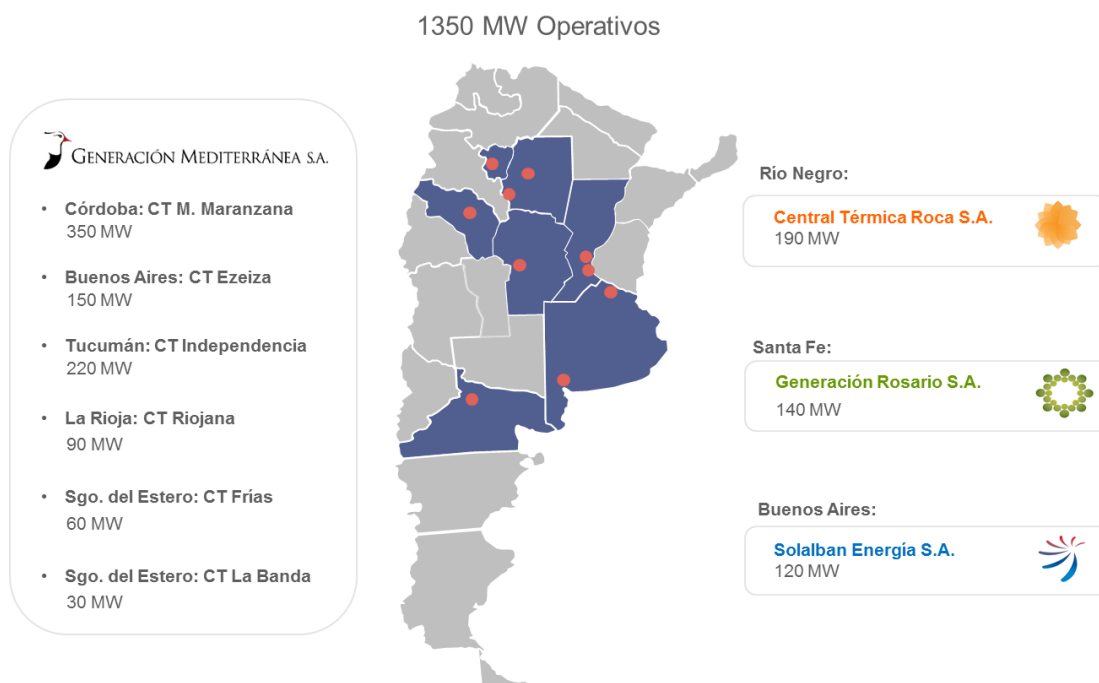 1350 MW Operativos
GENERACIÓN MEDITERRÁNEA S.A.
• Córdoba: CT M. Maranzana
350 MW
• Buenos Aires: CT Ezeiza
150 MW
• Tucumán: CT Independencia
220 MW
• La Rioja: CT Riojana
90 MW
• Sgo. del Estero: CT Frías
60 MW
• Sgo. del Estero: CT La Banda
30 MW
Río Negro:
Central Térmica Roca S.A.
190 MW
Santa Fe:
Generación Rosario S.A.
140 MW
Buenos Aires:
Solalban Energía S.A.
120 MW